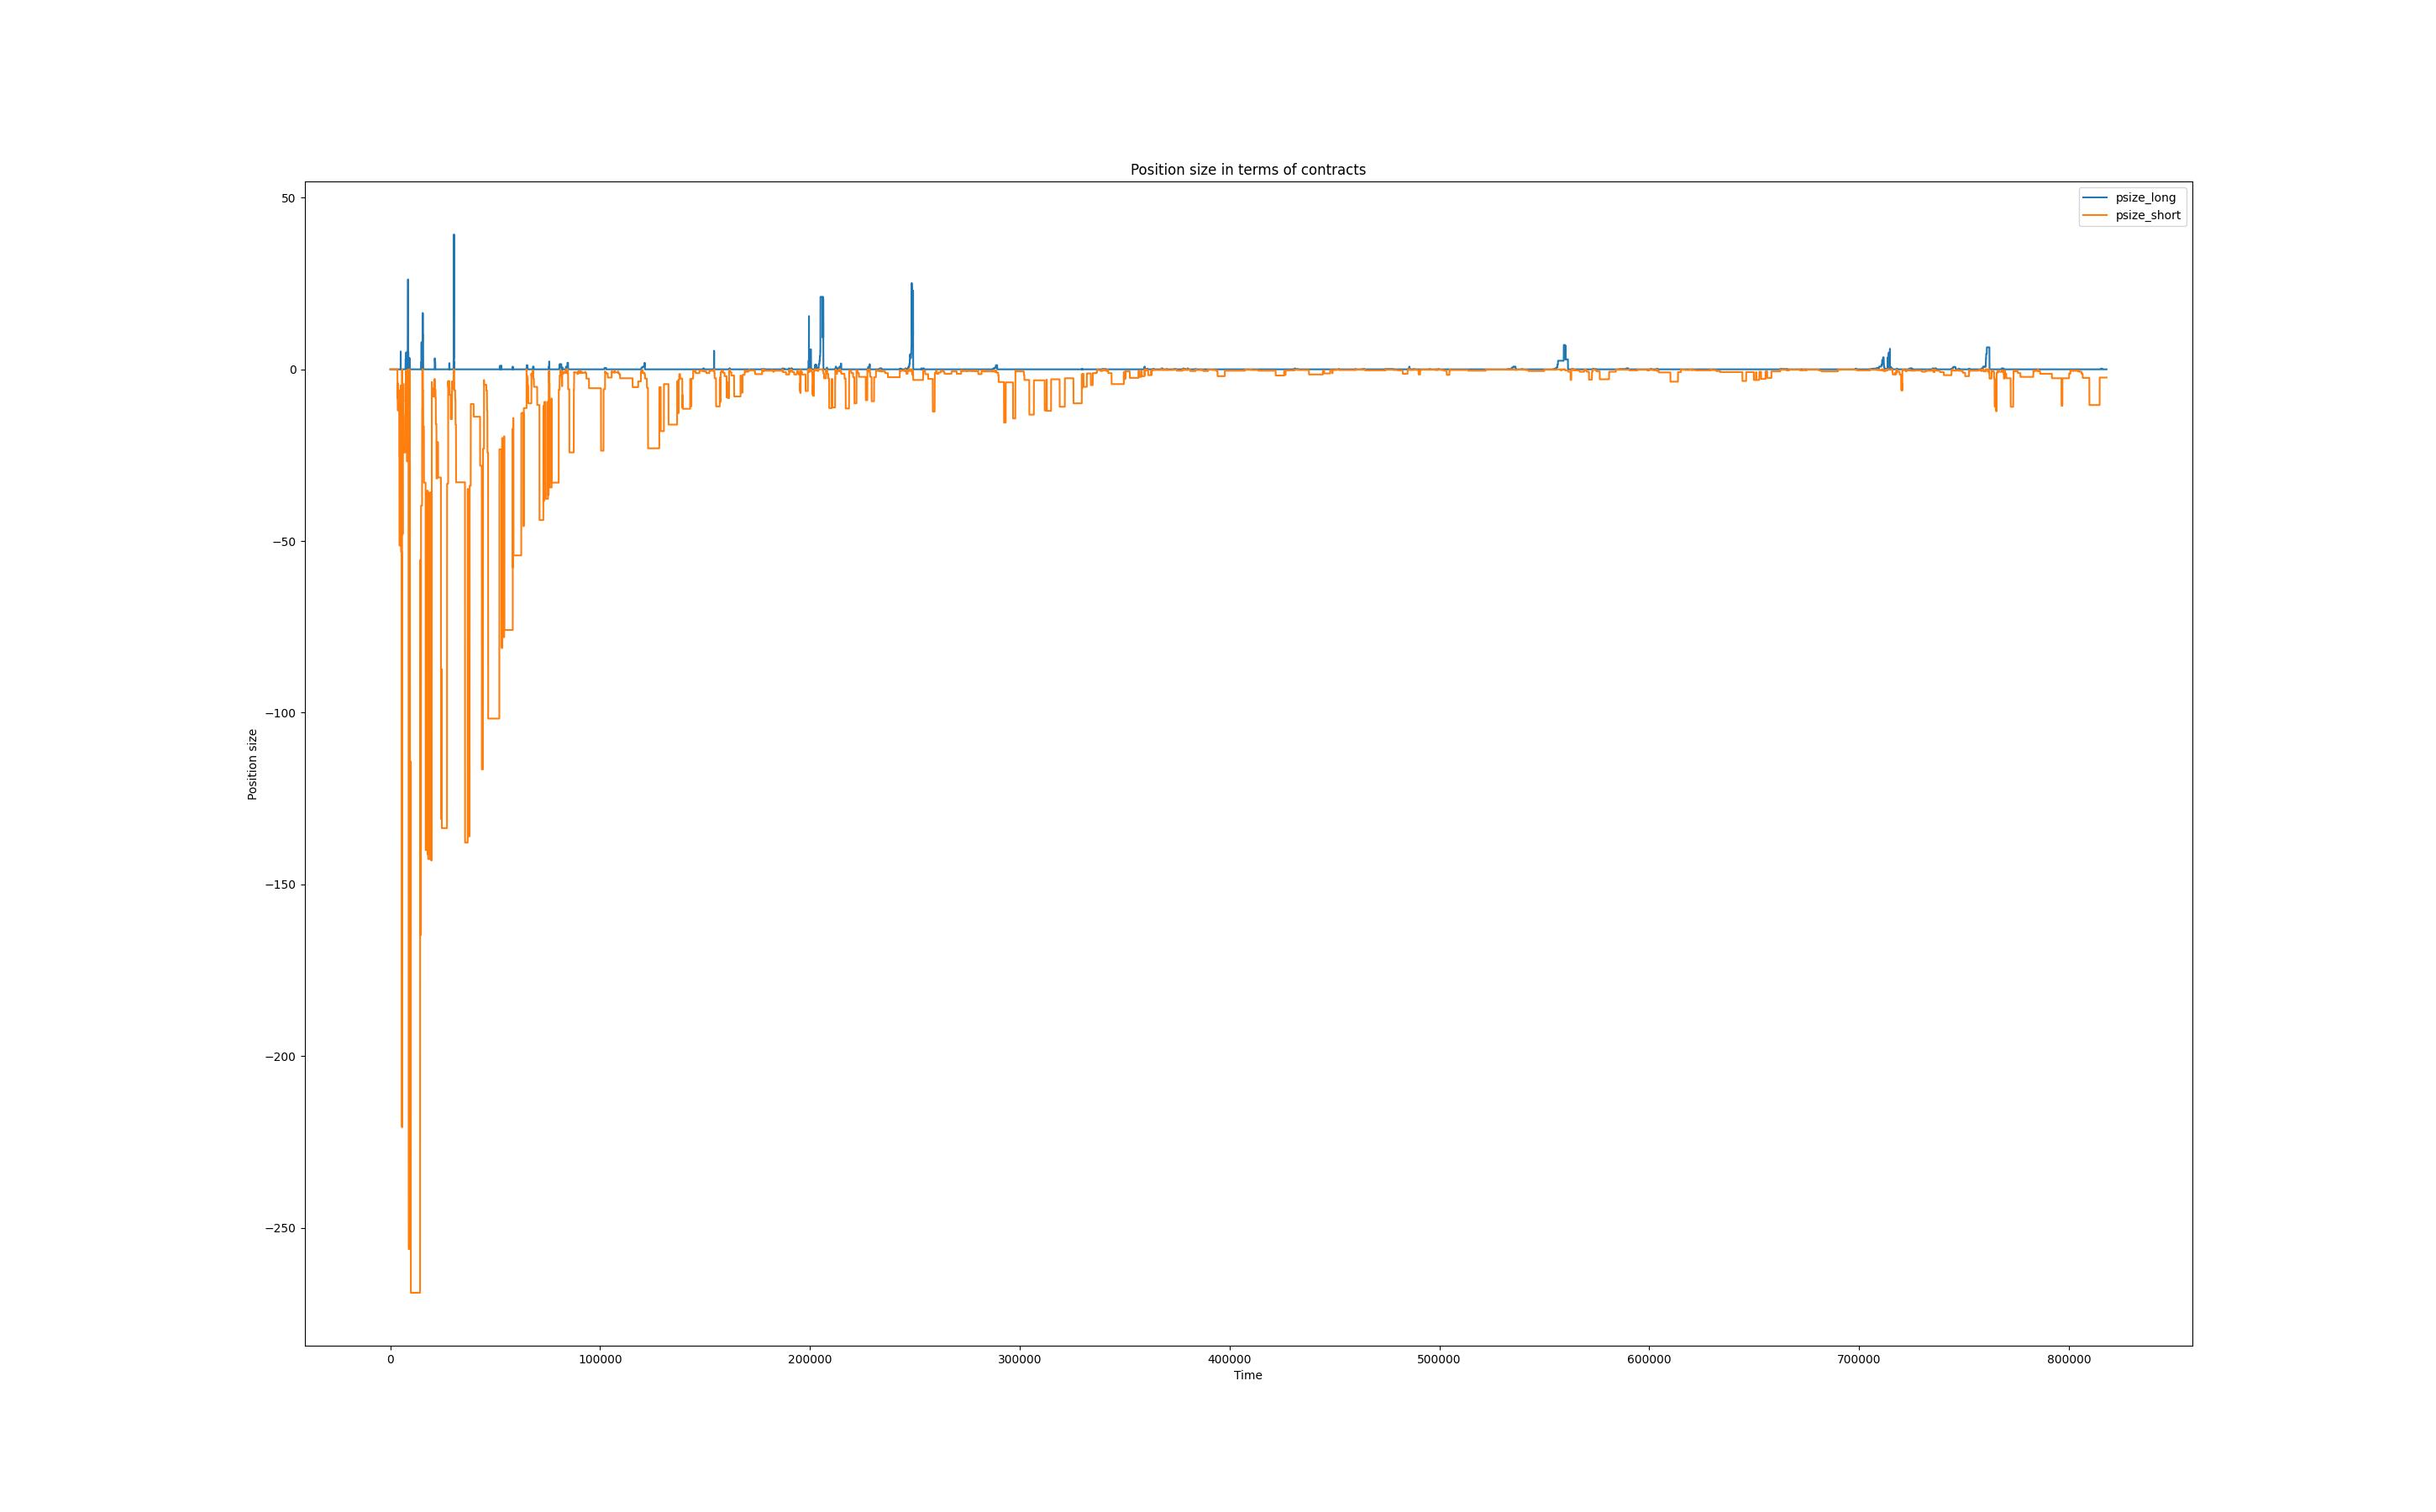 Position size in terms of contracts
psize_long
psize_short
50
0
−50
−100
−150
−200
−250
Position size
0 100000 200000 300000 400000 500000 600000 700000 800000
Time